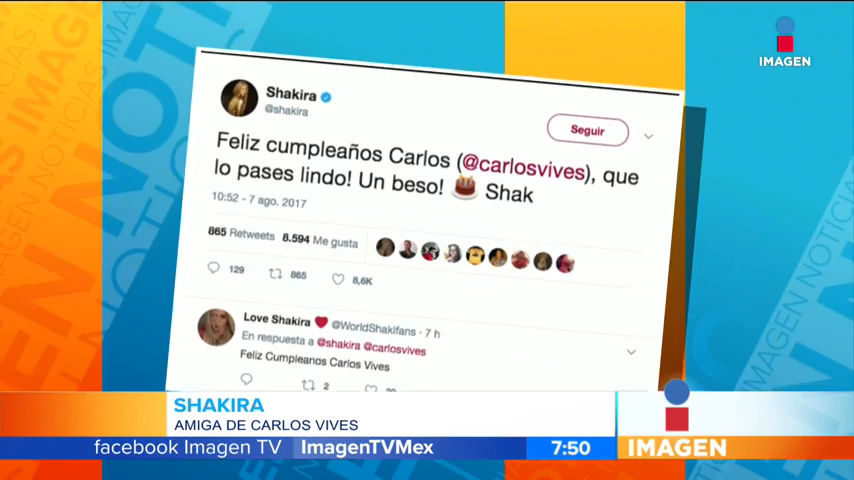 IMAGEN
Shakira
@shakira
Seguir
Feliz cumpleaños Carlos (@carlosvives), que
lo pases lindo! Un beso! 🎂 Shak
10:52 - 7 ago. 2017
865 Retweets 8.594 Me gusta
129 865 8,6K
Love Shakira ❤ @WorldShakifans · 7 h
En respuesta a @shakira @carlosvives
Feliz Cumpleanos Carlos Vives
2
SHAKIRA
AMIGA DE CARLOS VIVES
facebook Imagen TV ImagenTVMex 7:50 IMAGEN
IMAGEN NOTICIAS